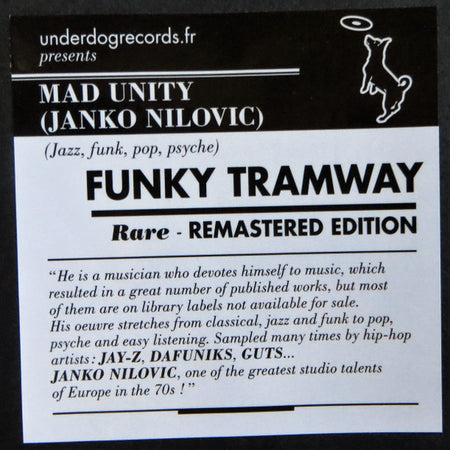 underdogrecords.fr
presents
MAD UNITY
(JANKO NILOVIC)
(Jazz, funk, pop, psyche)
FUNKY TRAMWAY
Rare - REMASTERED EDITION
“He is a musician who devotes himself to music, which
resulted in a great number of published works, but most
of them are on library labels not available for sale.
His oeuvre stretches from classical, jazz and funk to pop,
psyche and easy listening. Sampled many times by hip-hop
artists : JAY-Z, DAFUNIKS, GUTS...
JANKO NILOVIC, one of the greatest studio talents
of Europe in the 70s ! ”